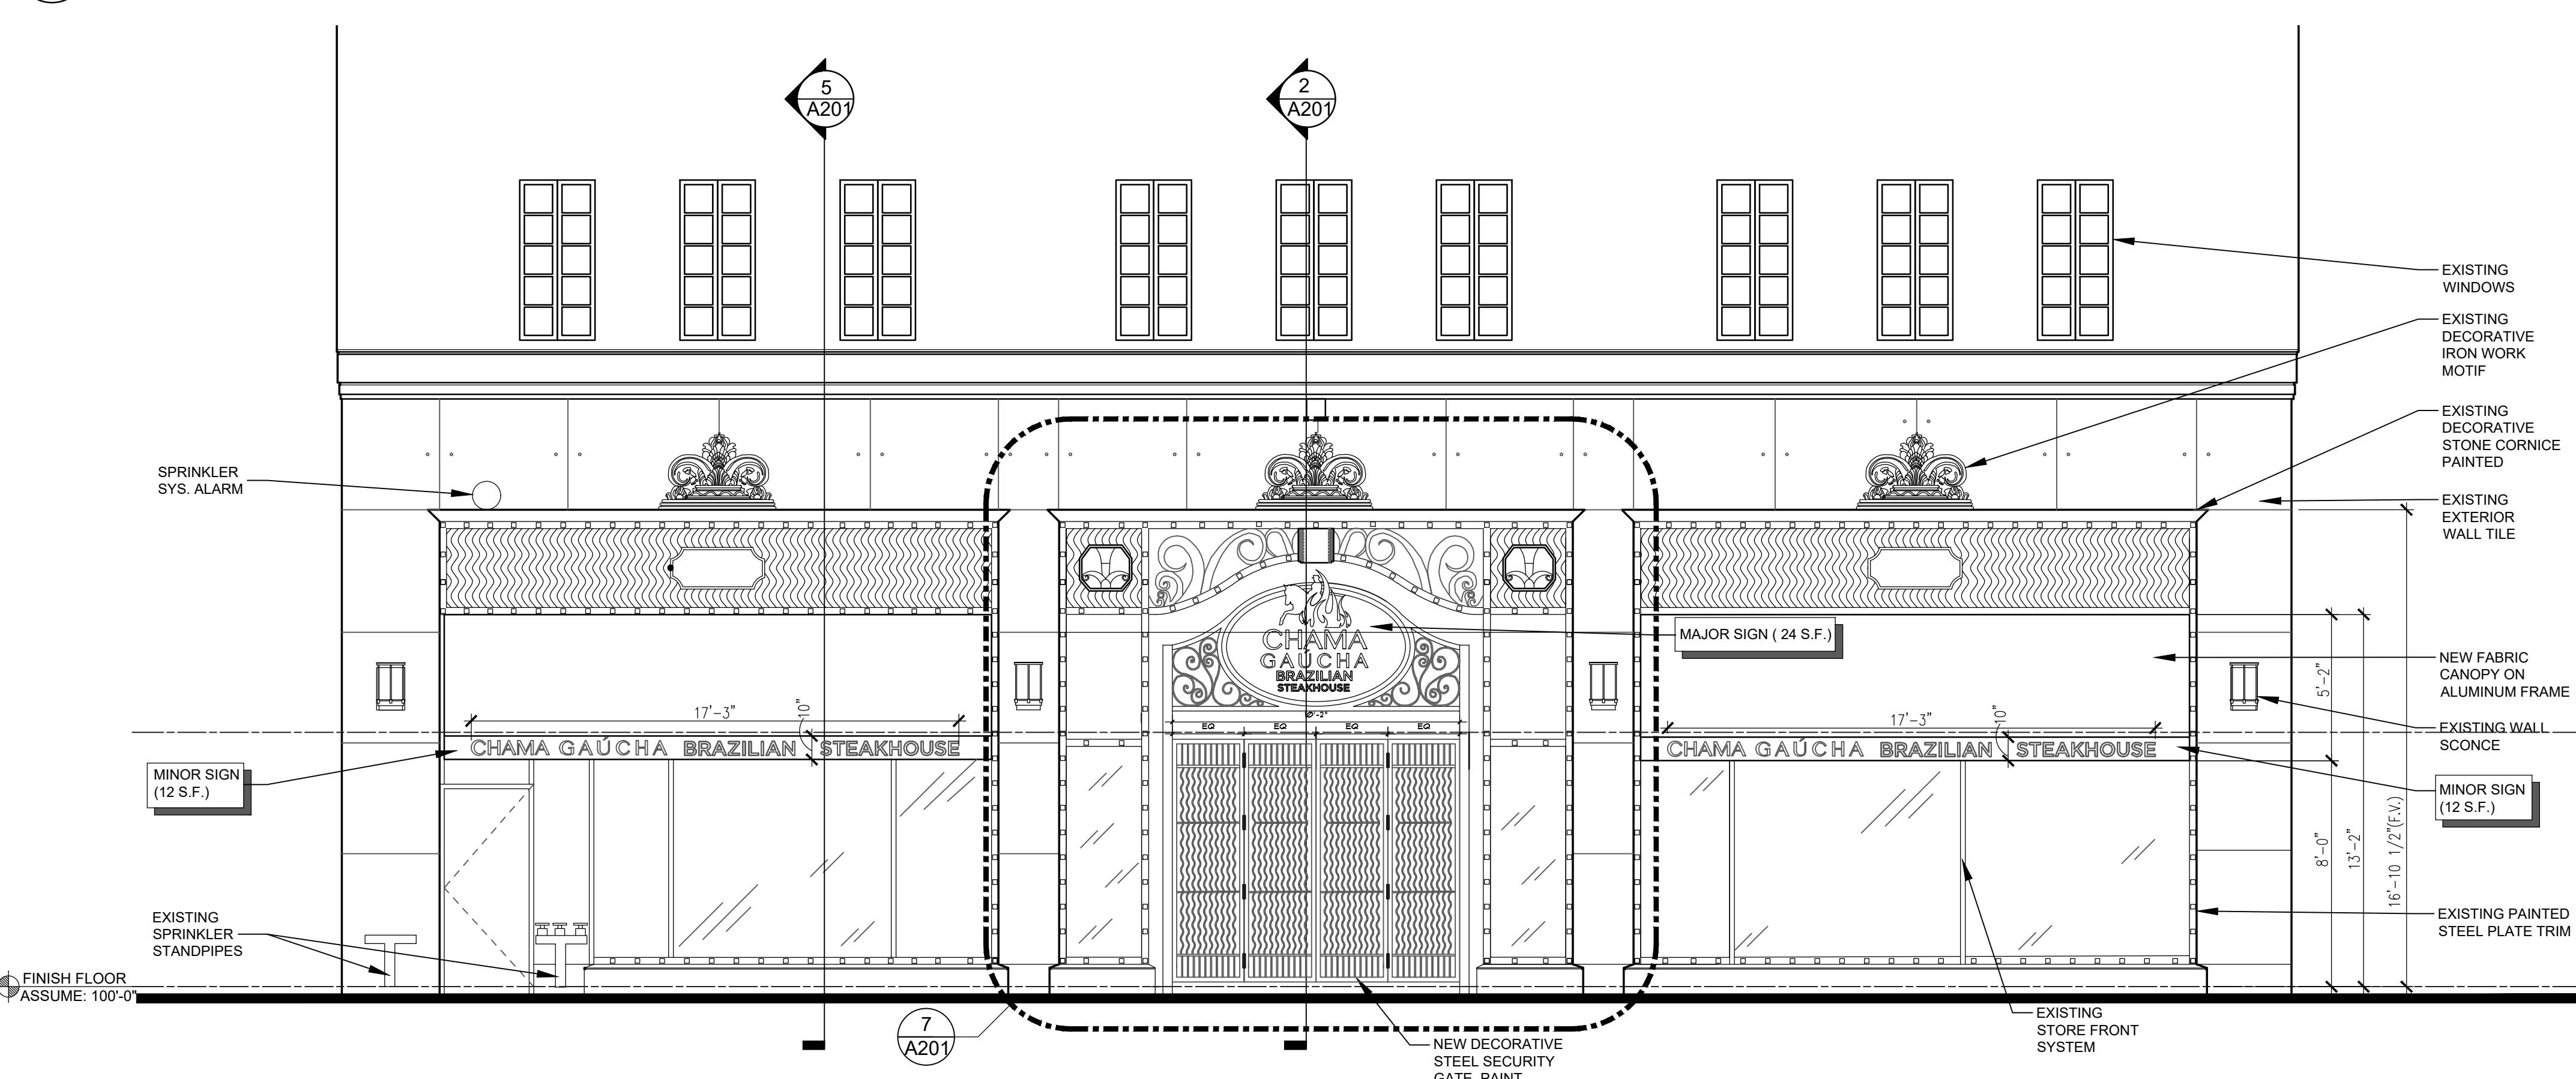 5
A201
2
A201
EXISTING
WINDOWS
EXISTING
DECORATIVE
IRON WORK
MOTIF
EXISTING
DECORATIVE
STONE CORNICE
PAINTED
EXISTING
EXTERIOR
WALL TILE
SPRINKLER
SYS. ALARM
MAJOR SIGN ( 24 S.F.)
CHAMA
GAÚCHA
BRAZILIAN
STEAKHOUSE
NEW FABRIC
CANOPY ON
ALUMINUM FRAME
EXISTING WALL
SCONCE
5'-2"
17'-3"
10"
CHAMA GAÚCHA BRAZILIAN STEAKHOUSE
10'-2"
EQ EQ EQ EQ
17'-3"
10"
CHAMA GAÚCHA BRAZILIAN STEAKHOUSE
MINOR SIGN
(12 S.F.)
MINOR SIGN
(12 S.F.)
8'-0"
13'-2"
16'-10 1/2"(F.V.)
EXISTING
SPRINKLER
STANDPIPES
EXISTING PAINTED
STEEL PLATE TRIM
FINISH FLOOR
ASSUME: 100'-0"
7
A201
EXISTING
STORE FRONT
SYSTEM
NEW DECORATIVE
STEEL SECURITY
GATE, PAINT